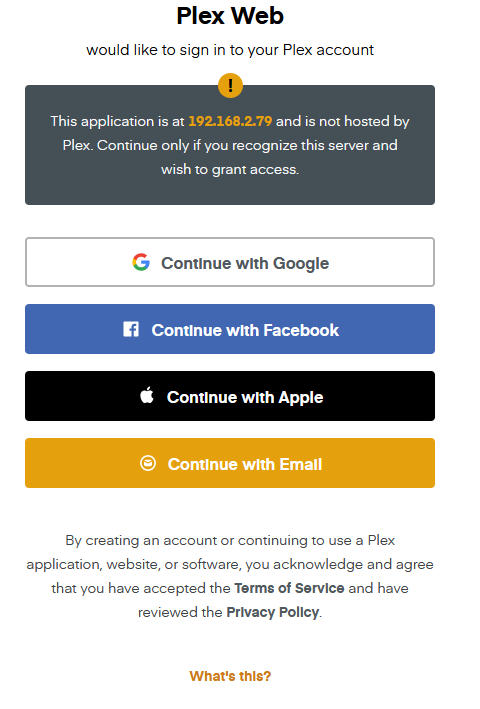 Plex Web
would like to sign in to your Plex account
!
This application is at 192.168.2.79 and is not hosted by
Plex. Continue only if you recognize this server and
wish to grant access.
Continue with Google
Continue with Facebook
Continue with Apple
Continue with Email
By creating an account or continuing to use a Plex
application, website, or software, you acknowledge and agree
that you have accepted the Terms of Service and have
reviewed the Privacy Policy.
What's this?